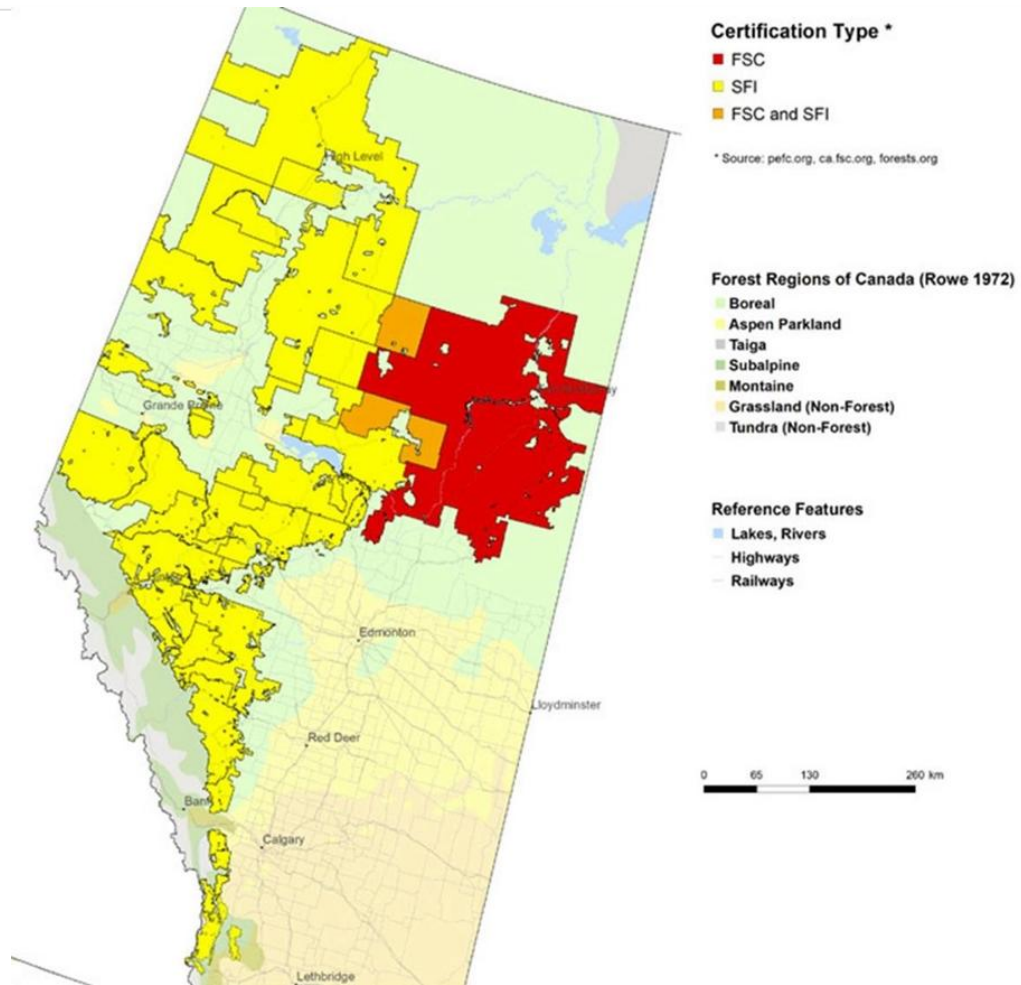 Certification Type *
FSC
SFI
FSC and SFI
* Source: pefc.org, ca.fsc.org, forests.org
High Level
Forest Regions of Canada (Rowe 1972)
Boreal
Aspen Parkland
Taiga
Subalpine
Montaine
Grassland (Non-Forest)
Tundra (Non-Forest)
Grande Prairie
Reference Features
Lakes, Rivers
Highways
Railways
Hinton
Edmonton
Lloydminster
Red Deer
0 65 130 260 km
Banff
Calgary
Lethbridge